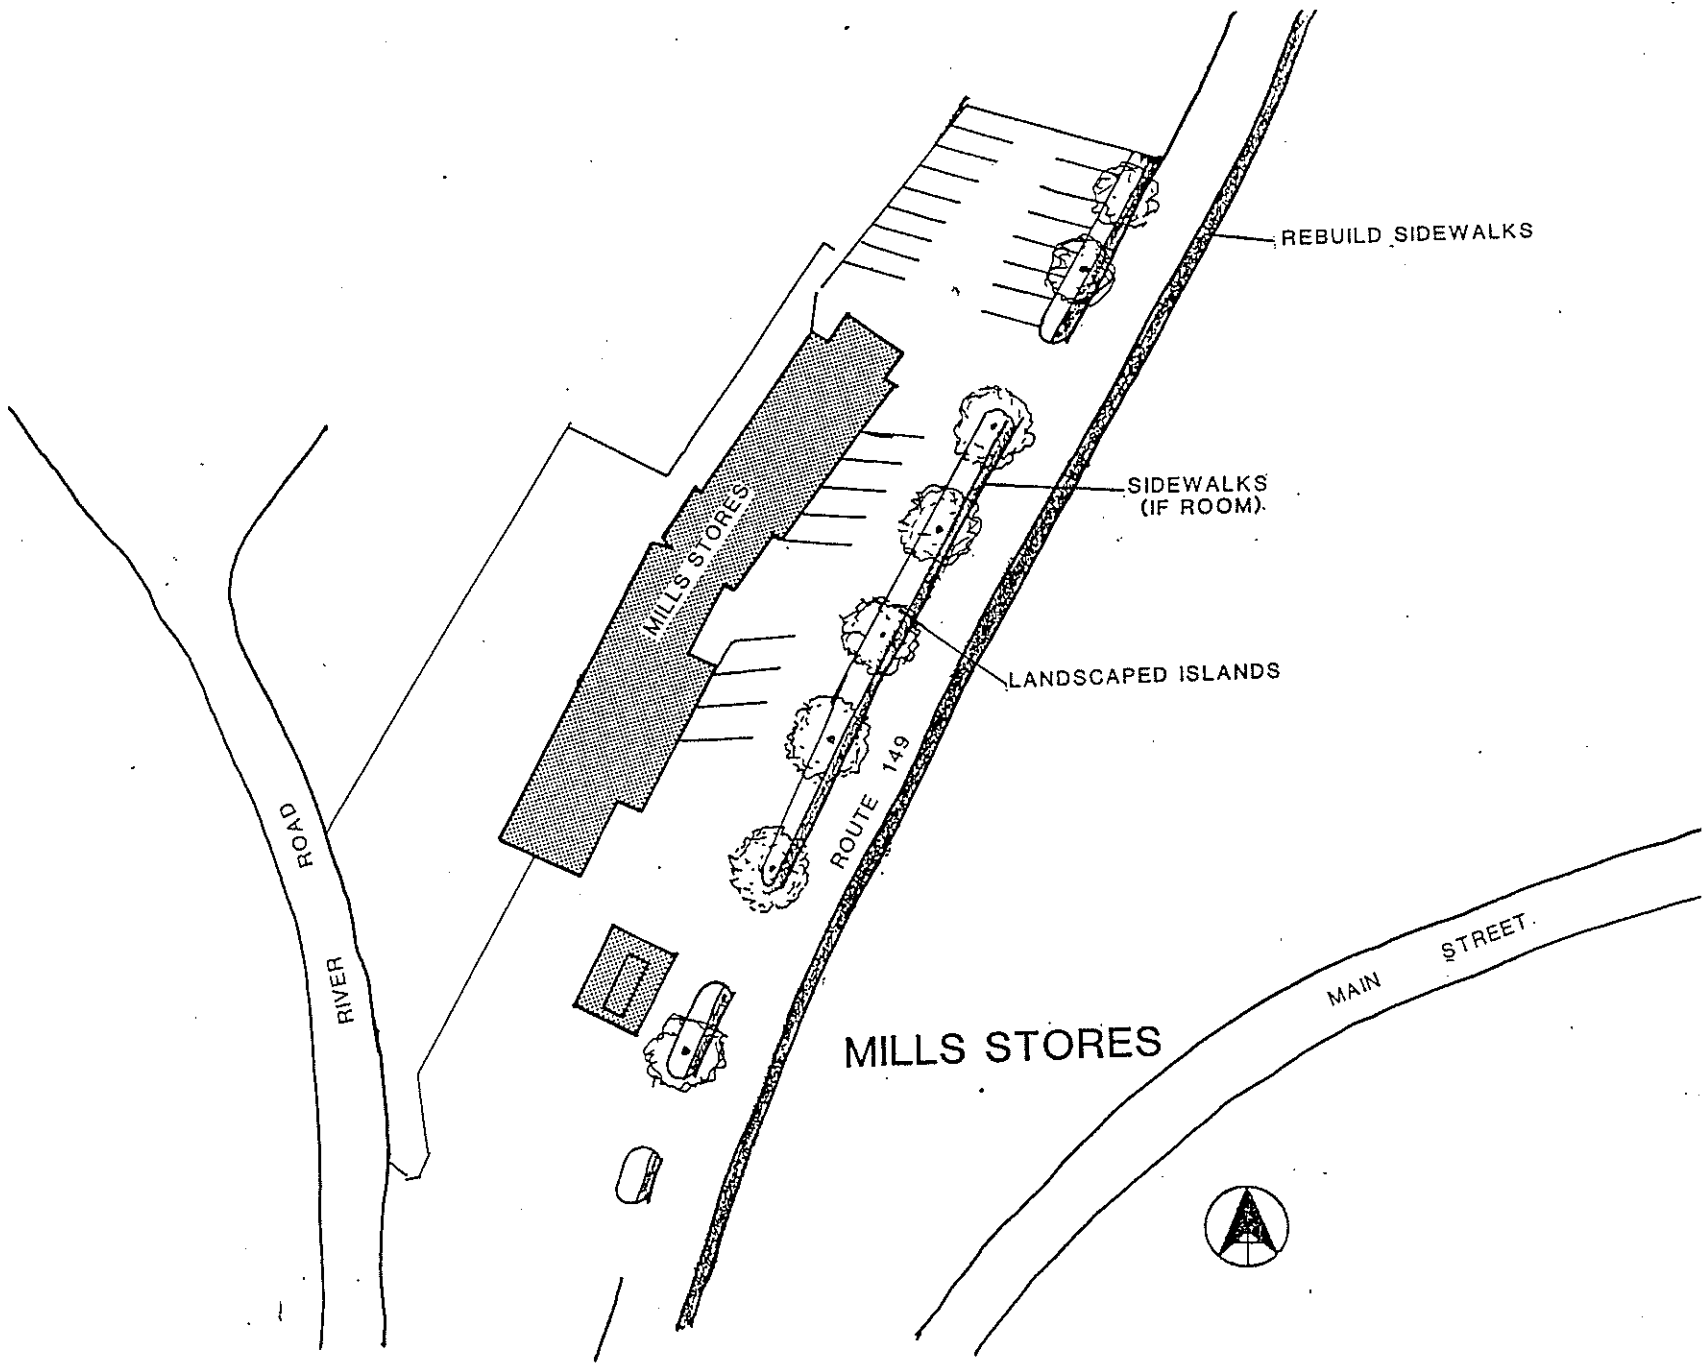 REBUILD SIDEWALKS
SIDEWALKS
(IF ROOM).
MILLS STORES
LANDSCAPED ISLANDS
ROUTE 149
RIVER ROAD
MAIN STREET.
MILLS STORES